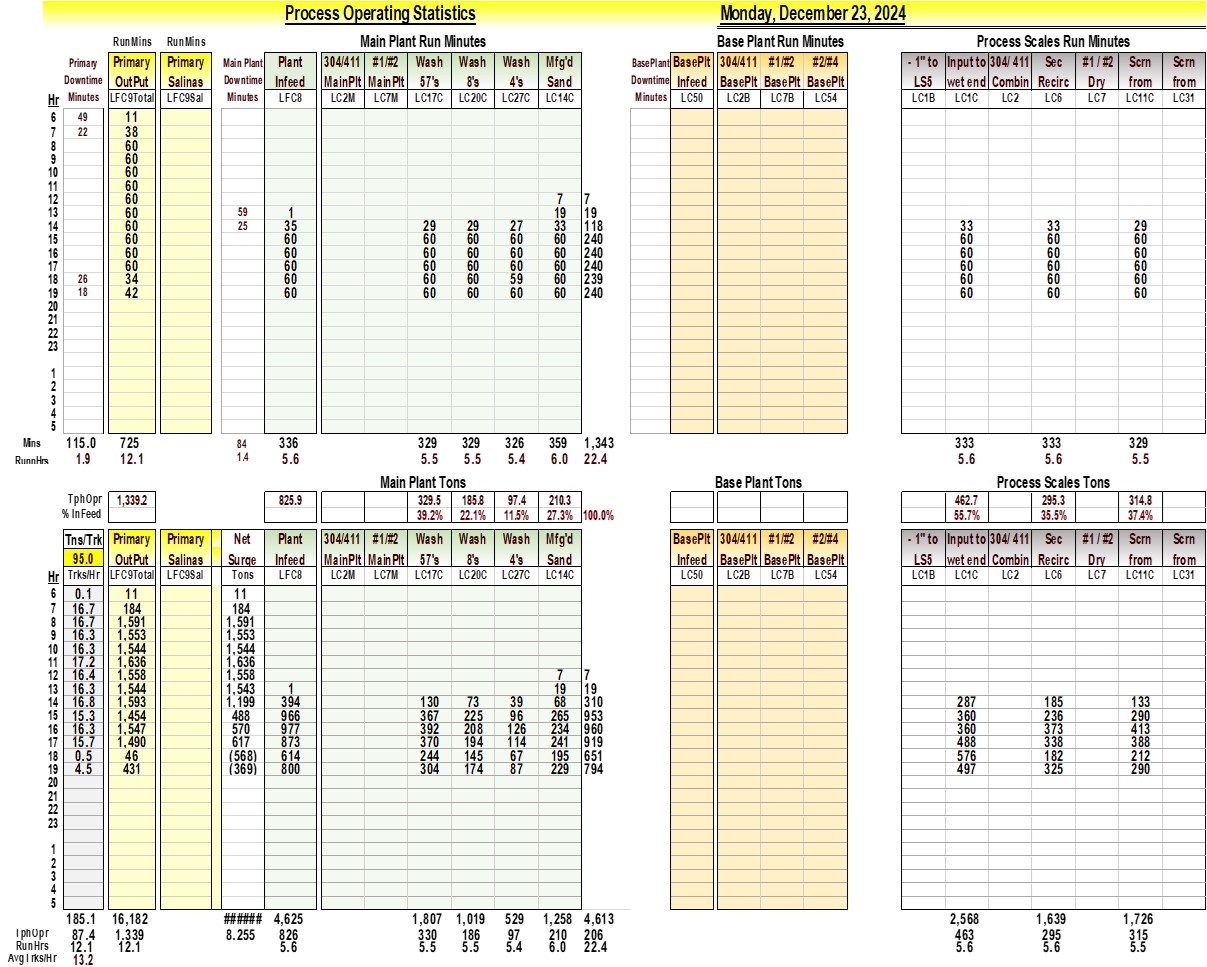 Process Operating Statistics Monday, December 23, 2024
RunMins RunMins Main Plant Run Minutes Base Plant Run Minutes Process Scales Run Minutes
Primary Primary Primary Main Plant Plant 304/411 #1/#2 Wash Wash Wash Mfg'd BasePlant BasePlt 304/411 #1/#2 #2/#4 - 1" to Input to 304/ 411 Sec #1 / #2 Scrn Scrn
Downtime OutPut Salinas Downtime Infeed MainPlt MainPlt 57's 8's 4's Sand Downtime Infeed BasePlt BasePlt BasePlt LS5 wet end Combin Recirc Dry from from
Hr Minutes LFC9Total LFC9Sal Minutes LFC8 LC2M LC7M LC17C LC20C LC27C LC14C Minutes LC50 LC2B LC7B LC54 LC1B LC1C LC2 LC6 LC7 LC11C LC31
6 49 11
7 22 38
8 60
9 60
10 60
11 60
12 60 7 7
13 60 59 1 19 19
14 60 25 35 29 29 27 33 118 33 33 29
15 60 60 60 60 60 60 240 60 60 60
16 60 60 60 60 60 60 240 60 60 60
17 60 60 60 60 60 60 240 60 60 60
18 26 34 60 60 60 59 60 239 60 60 60
19 18 42 60 60 60 60 60 240 60 60 60
20
21
22
23
1
2
3
4
5
Mins 115.0 725 84 336 329 329 326 359 1,343 333 333 329
RunnHrs 1.9 12.1 1.4 5.6 5.5 5.5 5.4 6.0 22.4 5.6 5.6 5.5
Main Plant Tons Base Plant Tons Process Scales Tons
TphOpr 1,339.2 825.9 329.5 185.8 97.4 210.3 462.7 295.3 314.8
% InFeed 39.2% 22.1% 11.5% 27.3% 100.0% 55.7% 35.5% 37.4%
Tns/Trk Primary Primary Net Plant 304/411 #1/#2 Wash Wash Wash Mfg'd BasePlt 304/411 #1/#2 #2/#4 - 1" to Input to 304/ 411 Sec #1 / #2 Scrn Scrn
95.0 OutPut Salinas Surge Infeed MainPlt MainPlt 57's 8's 4's Sand Infeed BasePlt BasePlt BasePlt LS5 wet end Combin Recirc Dry from from
Hr Trks/Hr LFC9Total LFC9Sal Tons LFC8 LC2M LC7M LC17C LC20C LC27C LC14C LC50 LC2B LC7B LC54 LC1B LC1C LC2 LC6 LC7 LC11C LC31
6 0.1 11 11
7 16.7 184 184
8 16.7 1,591 1,591
9 16.3 1,553 1,553
10 16.3 1,544 1,544
11 17.2 1,636 1,636
12 16.4 1,558 1,558 7 7
13 16.3 1,544 1,543 1 19 19
14 16.8 1,593 1,199 394 130 73 39 68 310 287 185 133
15 15.3 1,454 488 966 367 225 96 265 953 360 236 290
16 16.3 1,547 570 977 392 208 126 234 960 360 373 413
17 15.7 1,490 617 873 370 194 114 241 919 488 338 388
18 0.5 46 (568) 614 244 145 67 195 651 576 182 212
19 4.5 431 (369) 800 304 174 87 229 794 497 325 290
20
21
22
23
1
2
3
4
5
185.1 16,182 ###### 4,625 1,807 1,019 529 1,258 4,613 2,568 1,639 1,726
TphOpr 87.4 1.339 8.255 826 330 186 97 210 206 463 295 315
RunHrs 12.1 12.1 5.6 5.5 5.5 5.4 6.0 22.4 5.6 5.6 5.5
AvgTrks/Hr 13.2